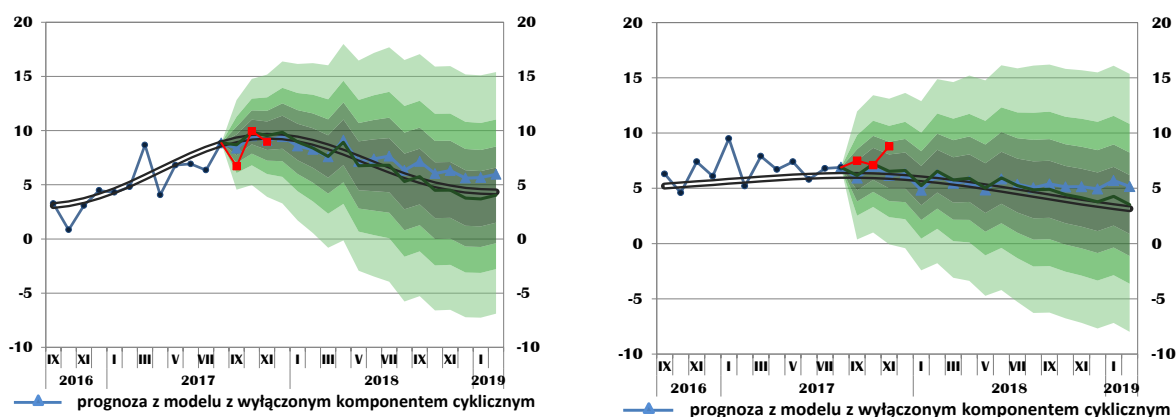 20 20
15 15
10 10
5 5
0 0
-5 -5
-10 -10
IX XI I III V VII IX XI I III V VII IX XI I
2016 2017 2018 2019
prognoza z modelu z wyłączonym komponentem cyklicznym
20 20
15 15
10 10
5 5
0 0
-5 -5
-10 -10
IX XI I III V VII IX XI I III V VII IX XI I
2016 2017 2018 2019
prognoza z modelu z wyłączonym komponentem cyklicznym